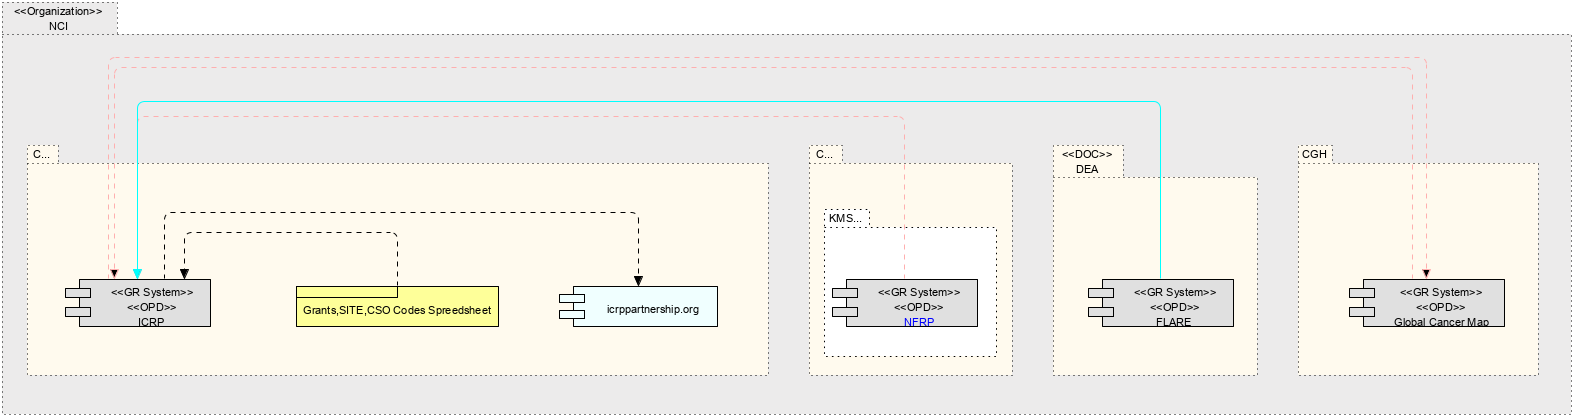 <<Organization>>
NCI
C...
C...
<<DOC>>
DEA
CGH
KMS...
<<GR System>>
<<OPD>>
ICRP
Grants,SITE,CSO Codes Spreedsheet
icrppartnership.org
<<GR System>>
<<OPD>>
NFRP
<<GR System>>
<<OPD>>
FLARE
<<GR System>>
<<OPD>>
Global Cancer Map